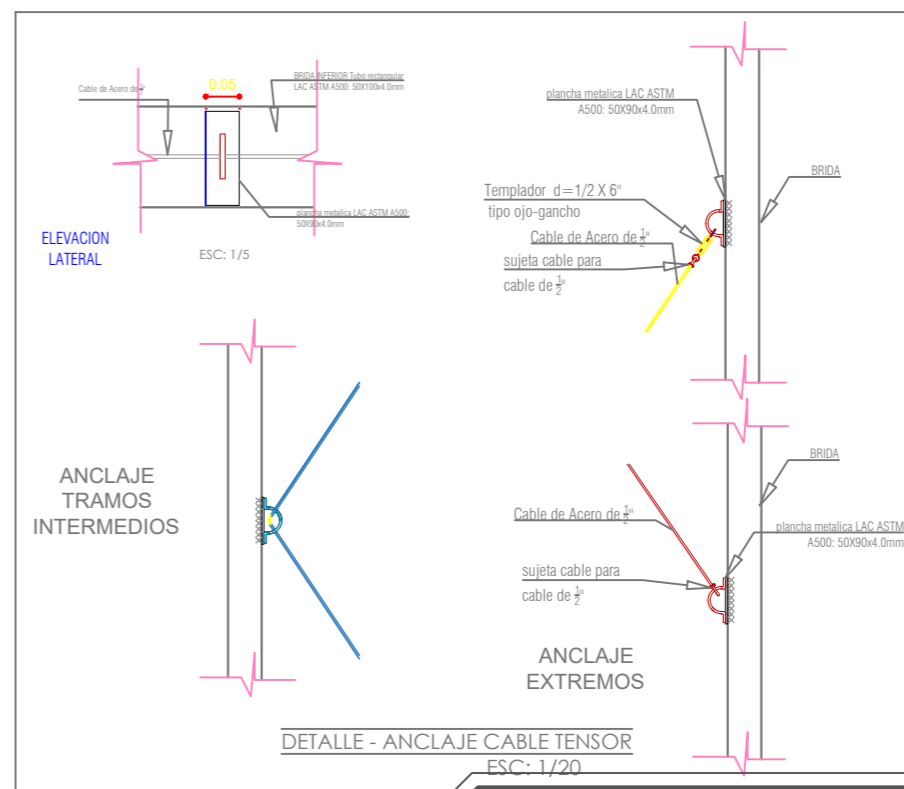 Cable de Acero de ½"
0.05
BRIDA INFERIOR Tubo rectangular
LAC ASTM A500: 50X100x4.0mm
plancha metalica LAC ASTM A500:
50X90x4.0mm
ELEVACION
LATERAL
ESC: 1/5
plancha metalica LAC ASTM
A500: 50X90x4.0mm
BRIDA
Templador d=1/2 X 6"
tipo ojo-gancho
Cable de Acero de ½"
sujeta cable para
cable de ½"
ANCLAJE
TRAMOS
INTERMEDIOS
BRIDA
Cable de Acero de ½"
plancha metalica LAC ASTM
A500: 50X90x4.0mm
sujeta cable para
cable de ½"
ANCLAJE
EXTREMOS
DETALLE - ANCLAJE CABLE TENSOR
ESC: 1/20